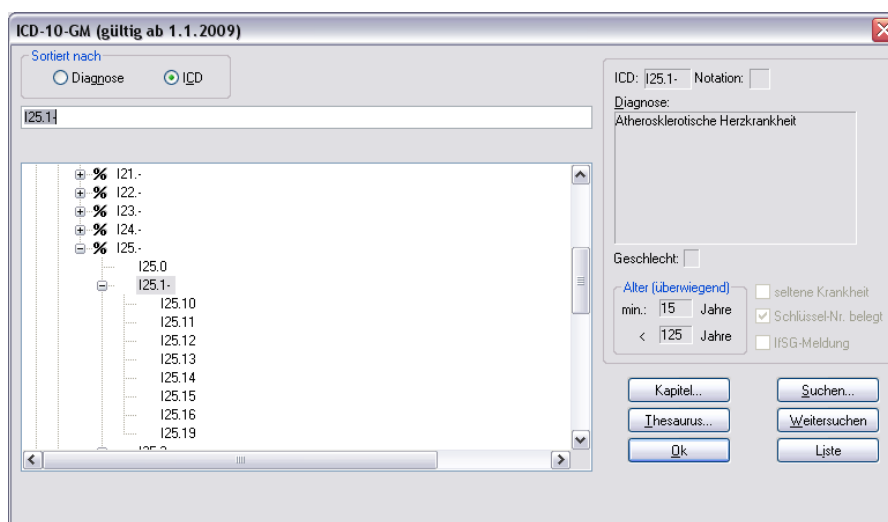 ICD-10-GM (gültig ab 1.1.2009)
Sortiert nach
Diagnose
ICD
I25.1-
% I21.-
% I22.-
% I23.-
% I24.-
% I25.-
I25.0
I25.1-
I25.10
I25.11
I25.12
I25.13
I25.14
I25.15
I25.16
I25.19
ICD: I25.1- Notation:
Diagnose:
Atherosklerotische Herzkrankheit
Geschlecht:
Alter (überwiegend)
min.: 15 Jahre
< 125 Jahre
seltene Krankheit
Schlüssel-Nr. belegt
IfSG-Meldung
Kapitel...
Suchen...
Thesaurus...
Weitersuchen
Ok
Liste